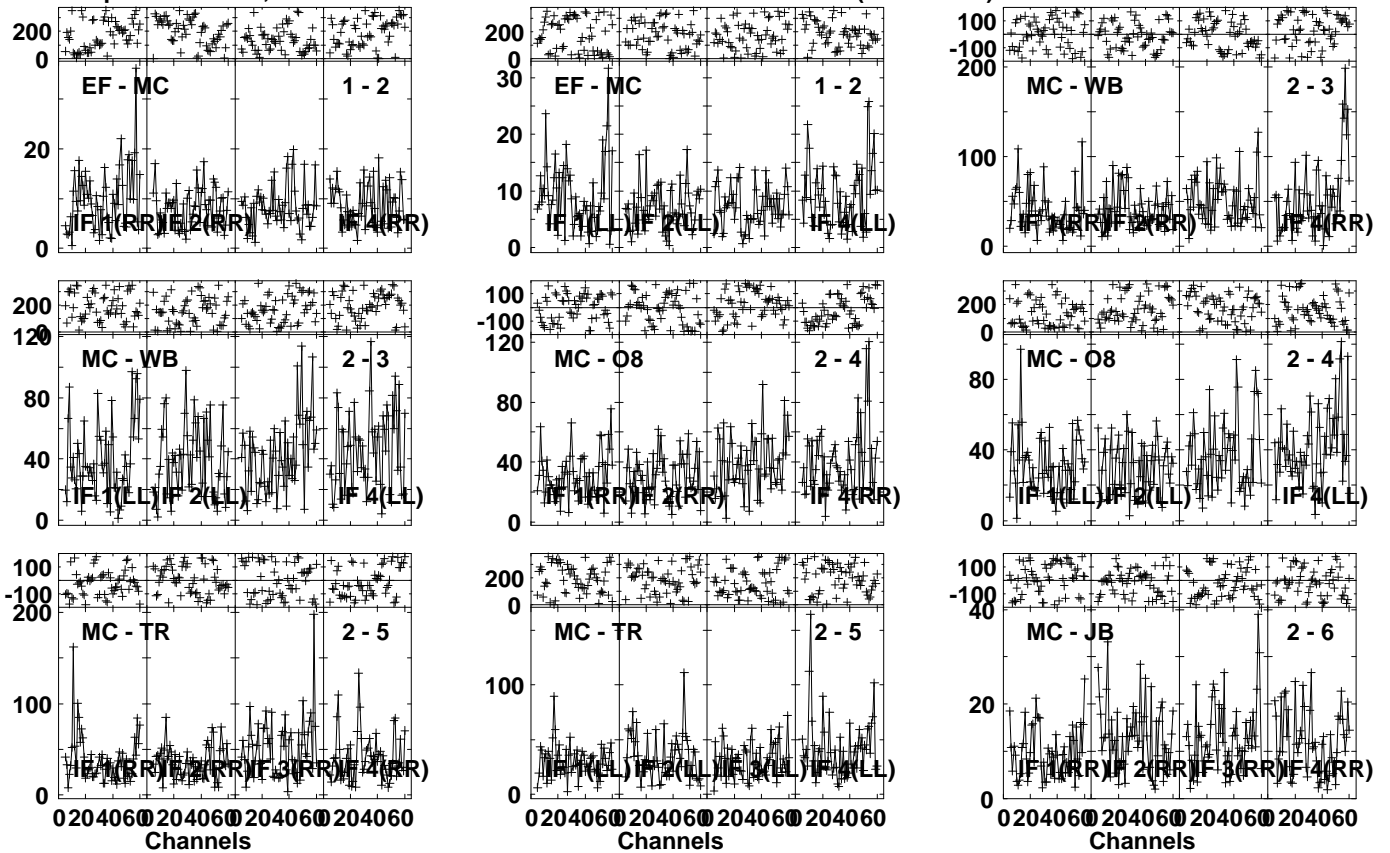 200
0
EF - MC 1 - 2
20
0
IF 1(RR) IF 2(RR) IF 4(RR)
200
0
EF - MC 1 - 2
30
20
10
0
IF 1(LL) IF 2(LL) IF 4(LL)
100
-100
200
MC - WB 2 - 3
100
0
IF 1(RR) IF 2(RR) IF 4(RR)
200
0
120
MC - WB 2 - 3
80
40
0
IF 1(LL) IF 2(LL) IF 4(LL)
100
-100
120
MC - O8 2 - 4
80
40
0
IF 1(RR) IF 2(RR) IF 4(RR)
200
0
MC - O8 2 - 4
80
40
0
IF 1(LL) IF 2(LL) IF 4(LL)
100
-100
200
MC - TR 2 - 5
100
0
IF 1(RR) IF 2(RR) IF 3(RR) IF 4(RR)
0 20 40 60 0 20 40 60 0 20 40 60 0 20 40 60
Channels
200
0
MC - TR 2 - 5
100
0
IF 1(LL) IF 2(LL) IF 3(LL) IF 4(LL)
0 20 40 60 0 20 40 60 0 20 40 60 0 20 40 60
Channels
100
-100
40
MC - JB 2 - 6
20
0
IF 1(RR) IF 2(RR) IF 3(RR) IF 4(RR)
0 20 40 60 0 20 40 60 0 20 40 60 0 20 40 60
Channels